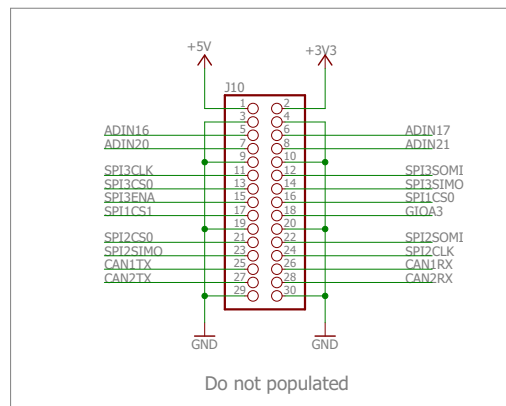 +5V +3V3
J10
1 2
3 4
ADIN16 5 6 ADIN17
ADIN20 7 8 ADIN21
9 10
SPI3CLK 11 12 SPI3SOMI
SPI3CS0 13 14 SPI3SIMO
SPI3ENA 15 16 SPI1CS0
SPI1CS1 17 18 GIOA3
19 20
SPI2CS0 21 22 SPI2SOMI
SPI2SIMO 23 24 SPI2CLK
CAN1TX 25 26 CAN1RX
CAN2TX 27 28 CAN2RX
29 30
GND GND
Do not populated